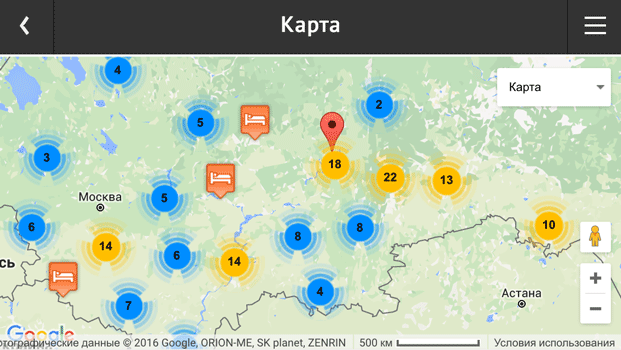 Карта
4
2
Карта
5
3
18
22
13
Москва
5
6
14
6
14
8
8
10
сь
Астана
4
7
Google
отографические данные © 2016 Google, ORION-ME, SK planet, ZENRIN
500 км
Условия использования